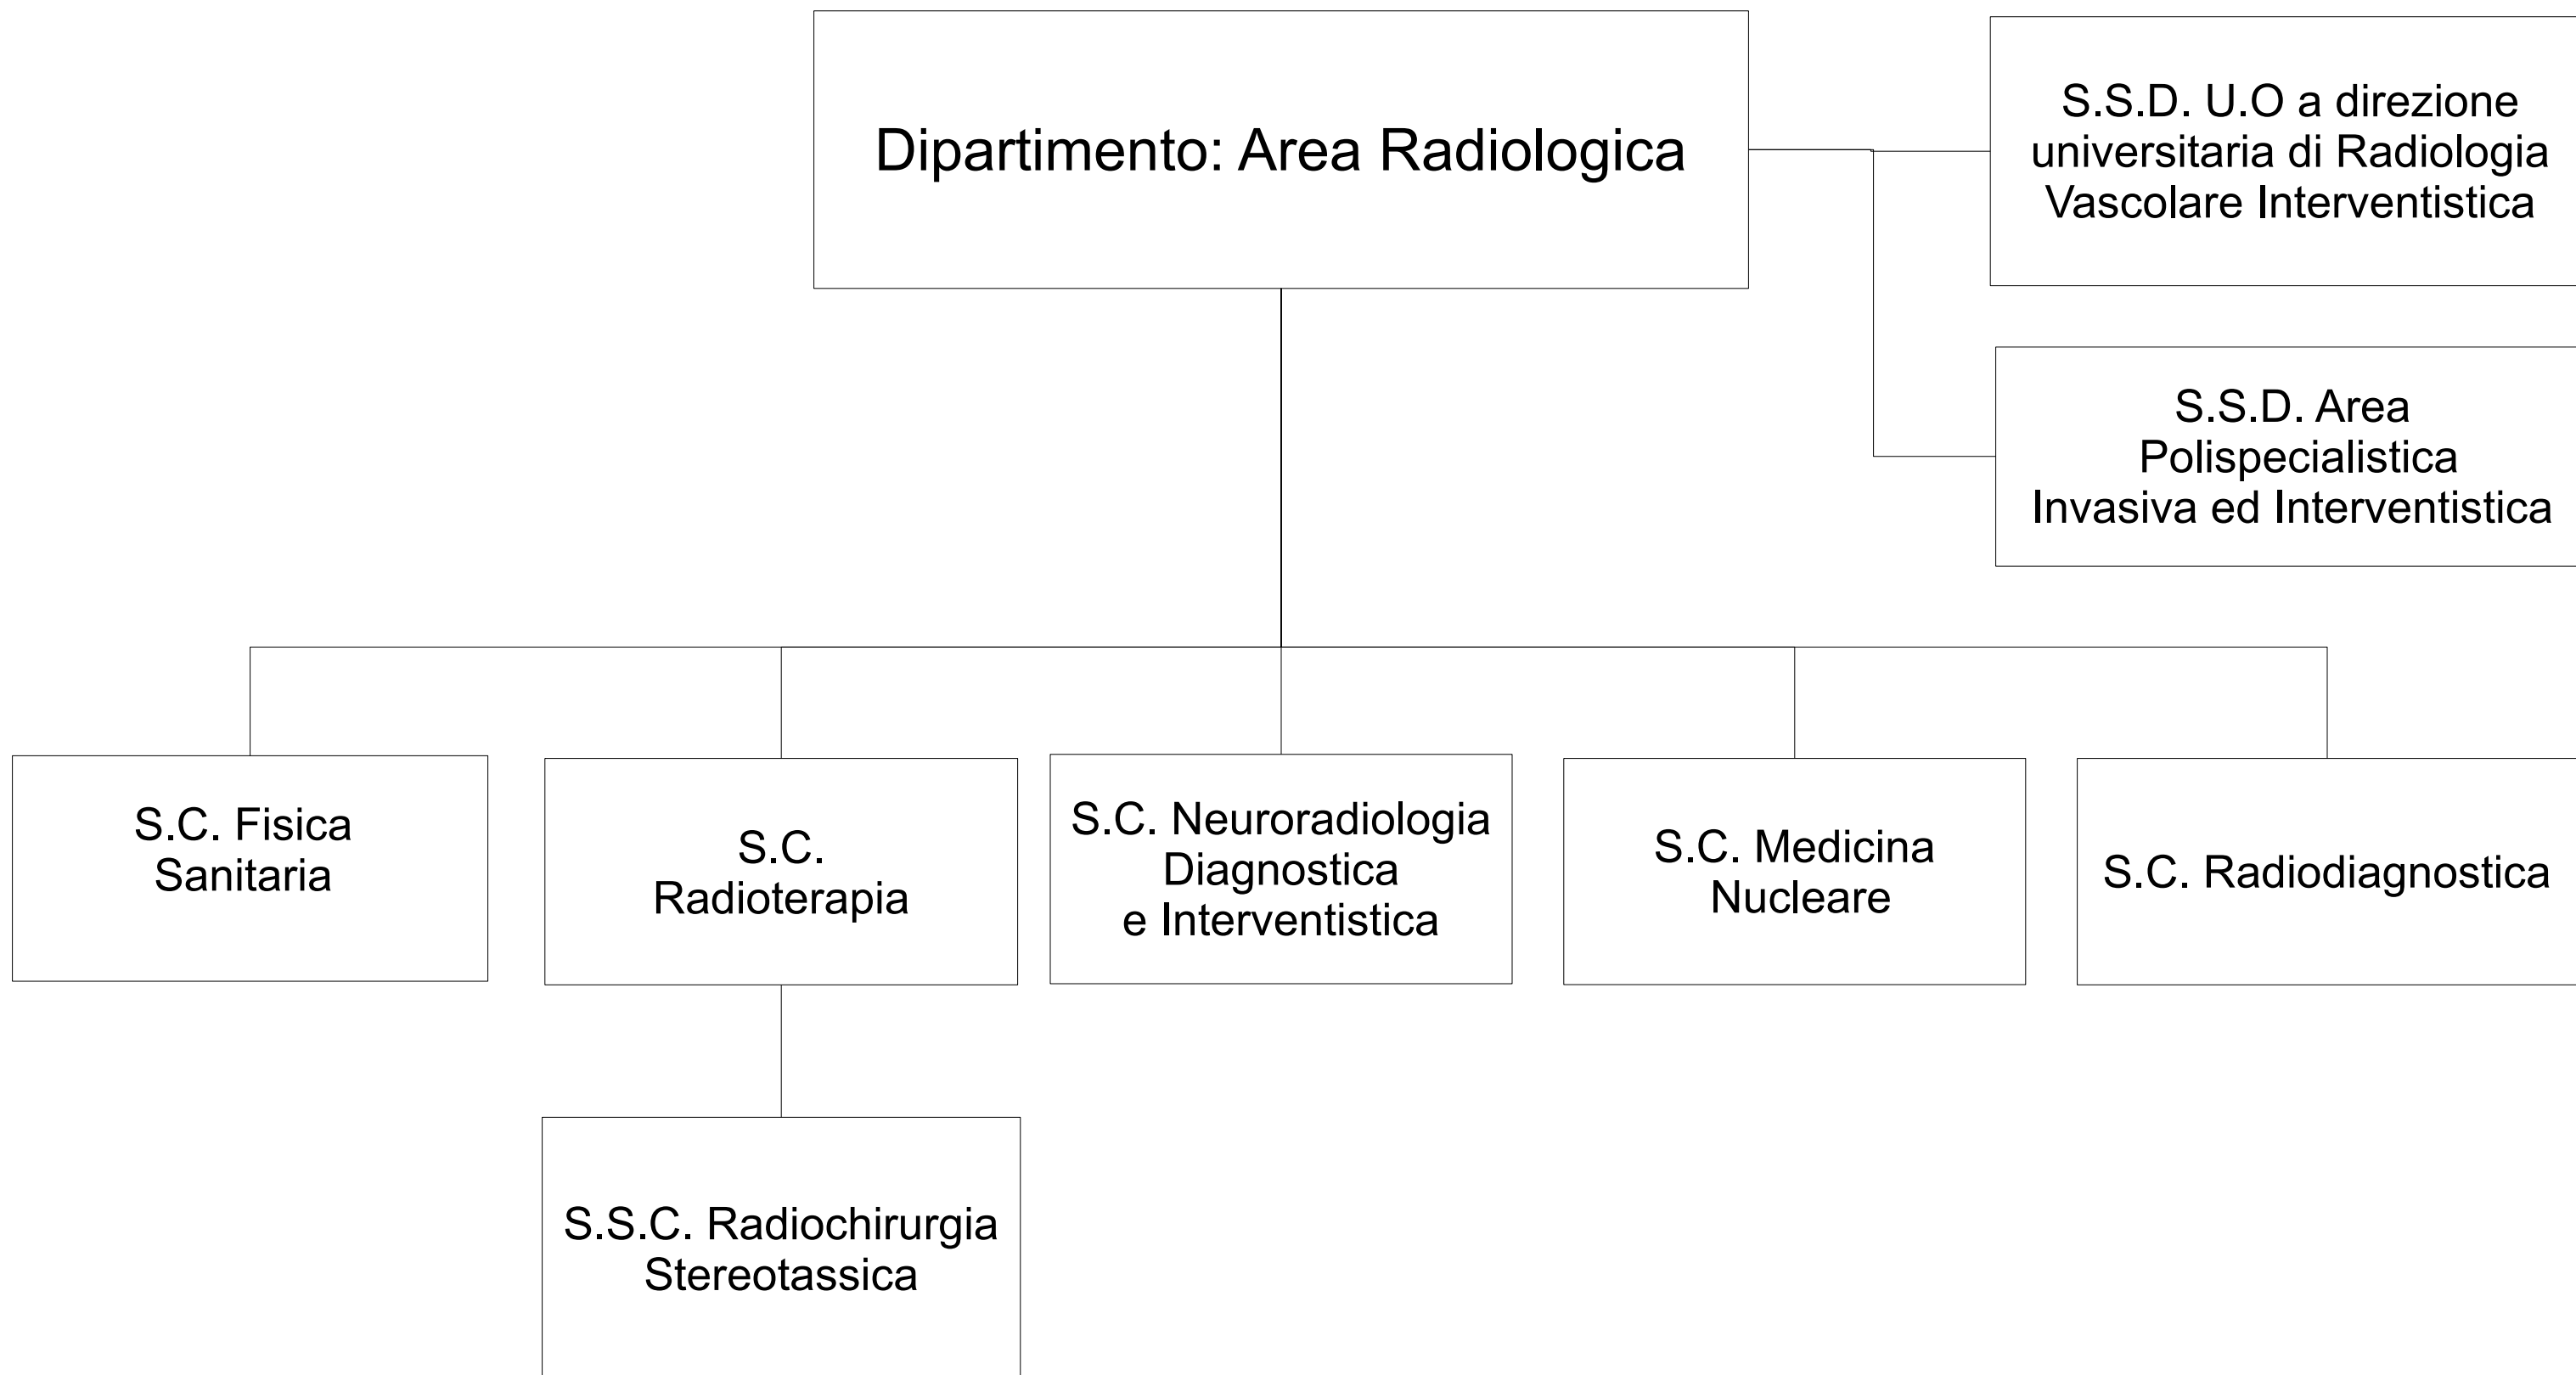 Dipartimento: Area Radiologica
S.S.D. U.O a direzione
universitaria di Radiologia
Vascolare Interventistica
S.S.D. Area
Polispecialistica
Invasiva ed Interventistica
S.C. Fisica
Sanitaria
S.C.
Radioterapia
S.C. Neuroradiologia
Diagnostica
e Interventistica
S.C. Medicina
Nucleare
S.C. Radiodiagnostica
S.S.C. Radiochirurgia
Stereotassica